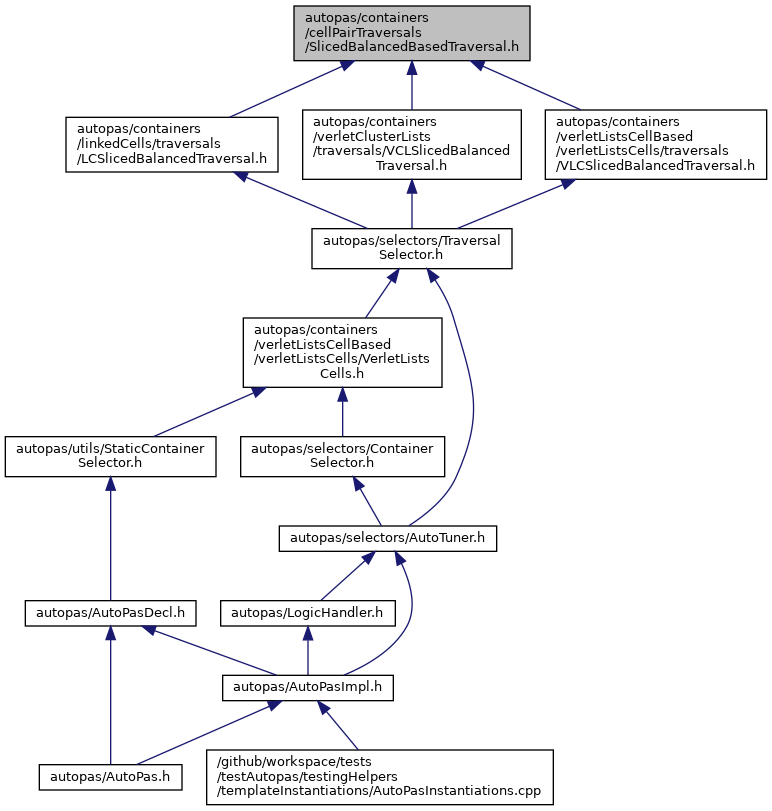 autopas/containers
/cellPairTraversals
/SlicedBalancedBasedTraversal.h
autopas/containers
/linkedCells/traversals
/LCSlicedBalancedTraversal.h
autopas/containers
/verletClusterLists
/traversals/VCLSlicedBalanced
Traversal.h
autopas/containers
/verletListsCellBased
/verletListsCells/traversals
/VLCSlicedBalancedTraversal.h
autopas/selectors/Traversal
Selector.h
autopas/containers
/verletListsCellBased
/verletListsCells/VerletLists
Cells.h
autopas/utils/StaticContainer
Selector.h
autopas/selectors/Container
Selector.h
autopas/selectors/AutoTuner.h
autopas/AutoPasDecl.h
autopas/LogicHandler.h
autopas/AutoPasImpl.h
autopas/AutoPas.h
/github/workspace/tests
/testAutopas/testingHelpers
/templateInstantiations/AutoPasInstantiations.cpp